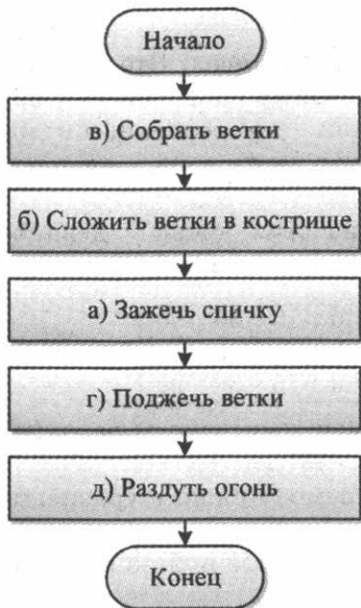 Начало
в) Собрать ветки
б) Сложить ветки в кострище
а) Зажечь спичку
г) Поджечь ветки
д) Раздуть огонь
Конец